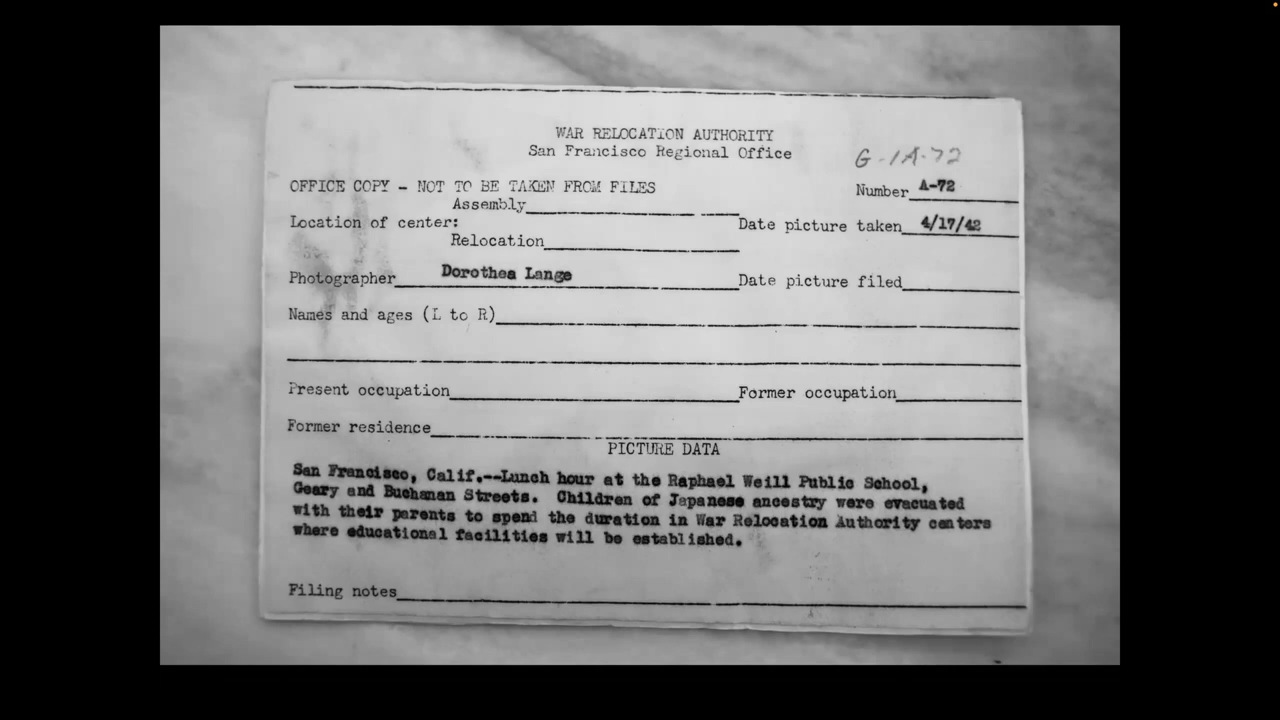 WAR RELOCATION AUTHORITY
San Francisco Regional Office
G-1A-72
OFFICE COPY - NOT TO BE TAKEN FROM FILES
Number A-72
Assembly
Location of center:
Date picture taken 4/17/42
Relocation
Photographer Dorothea Lange
Date picture filed
Names and ages (L to R)
Present occupation
Former occupation
Former residence
PICTURE DATA
San Francisco, Calif.--Lunch hour at the Raphael Weill Public School,
Geary and Buchanan Streets. Children of Japanese ancestry were evacuated
with their parents to spend the duration in War Relocation Authority centers
where educational facilities will be established.
Filing notes